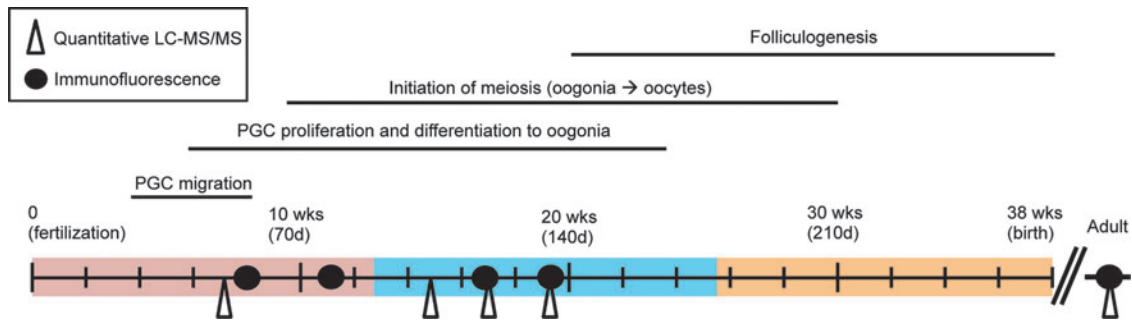 Quantitative LC-MS/MS
Immunofluorescence
Folliculogenesis
Initiation of meiosis (oogonia → oocytes)
PGC proliferation and differentiation to oogonia
PGC migration
0
(fertilization)
10 wks
(70d)
20 wks
(140d)
30 wks
(210d)
38 wks
(birth)
Adult